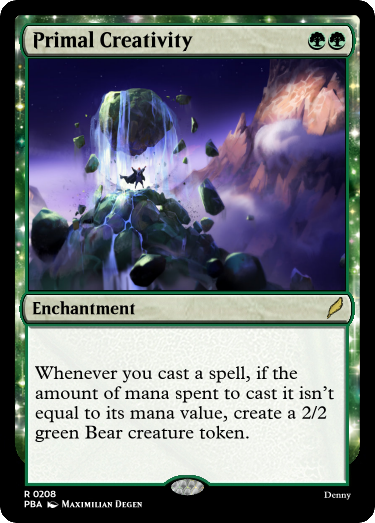 Primal Creativity
Enchantment
Whenever you cast a spell, if the
amount of mana spent to cast it isn't
equal to its mana value, create a 2/2
green Bear creature token.
R 0208
Denny
PBA Maximilian Degen